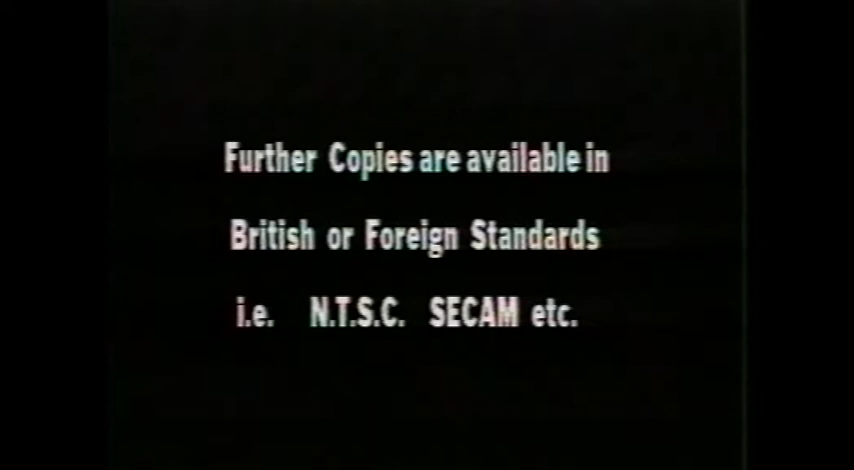 Further Copies are available in
British or Foreign Standards
i.e. N.T.S.C. SECAM etc.